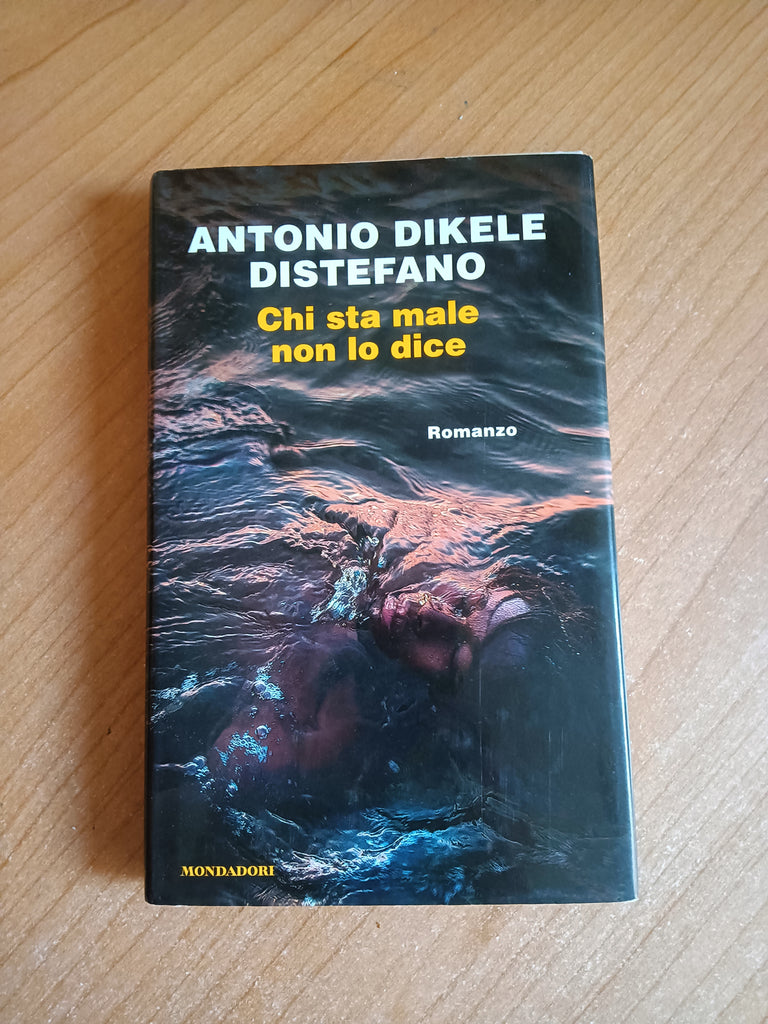 ANTONIO DIKELE
DISTEFANO
Chi sta male
non lo dice
Romanzo
MONDADORI